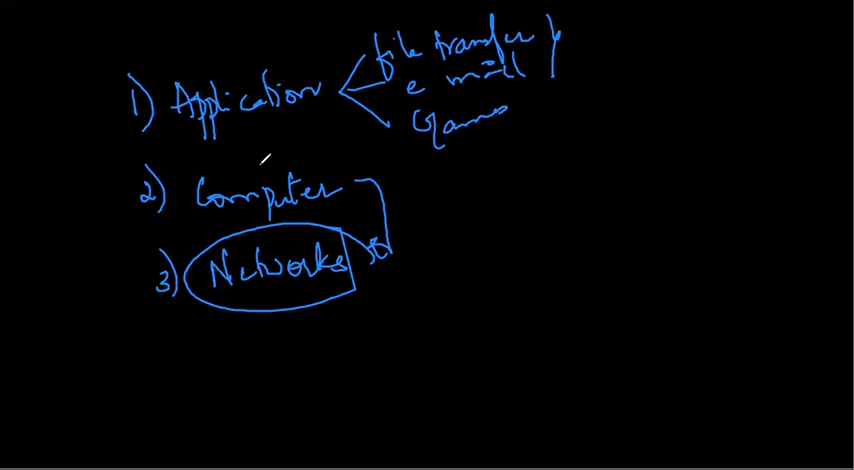 file transfer
e mail
1) Application
Games
2) Computer
3) Networks